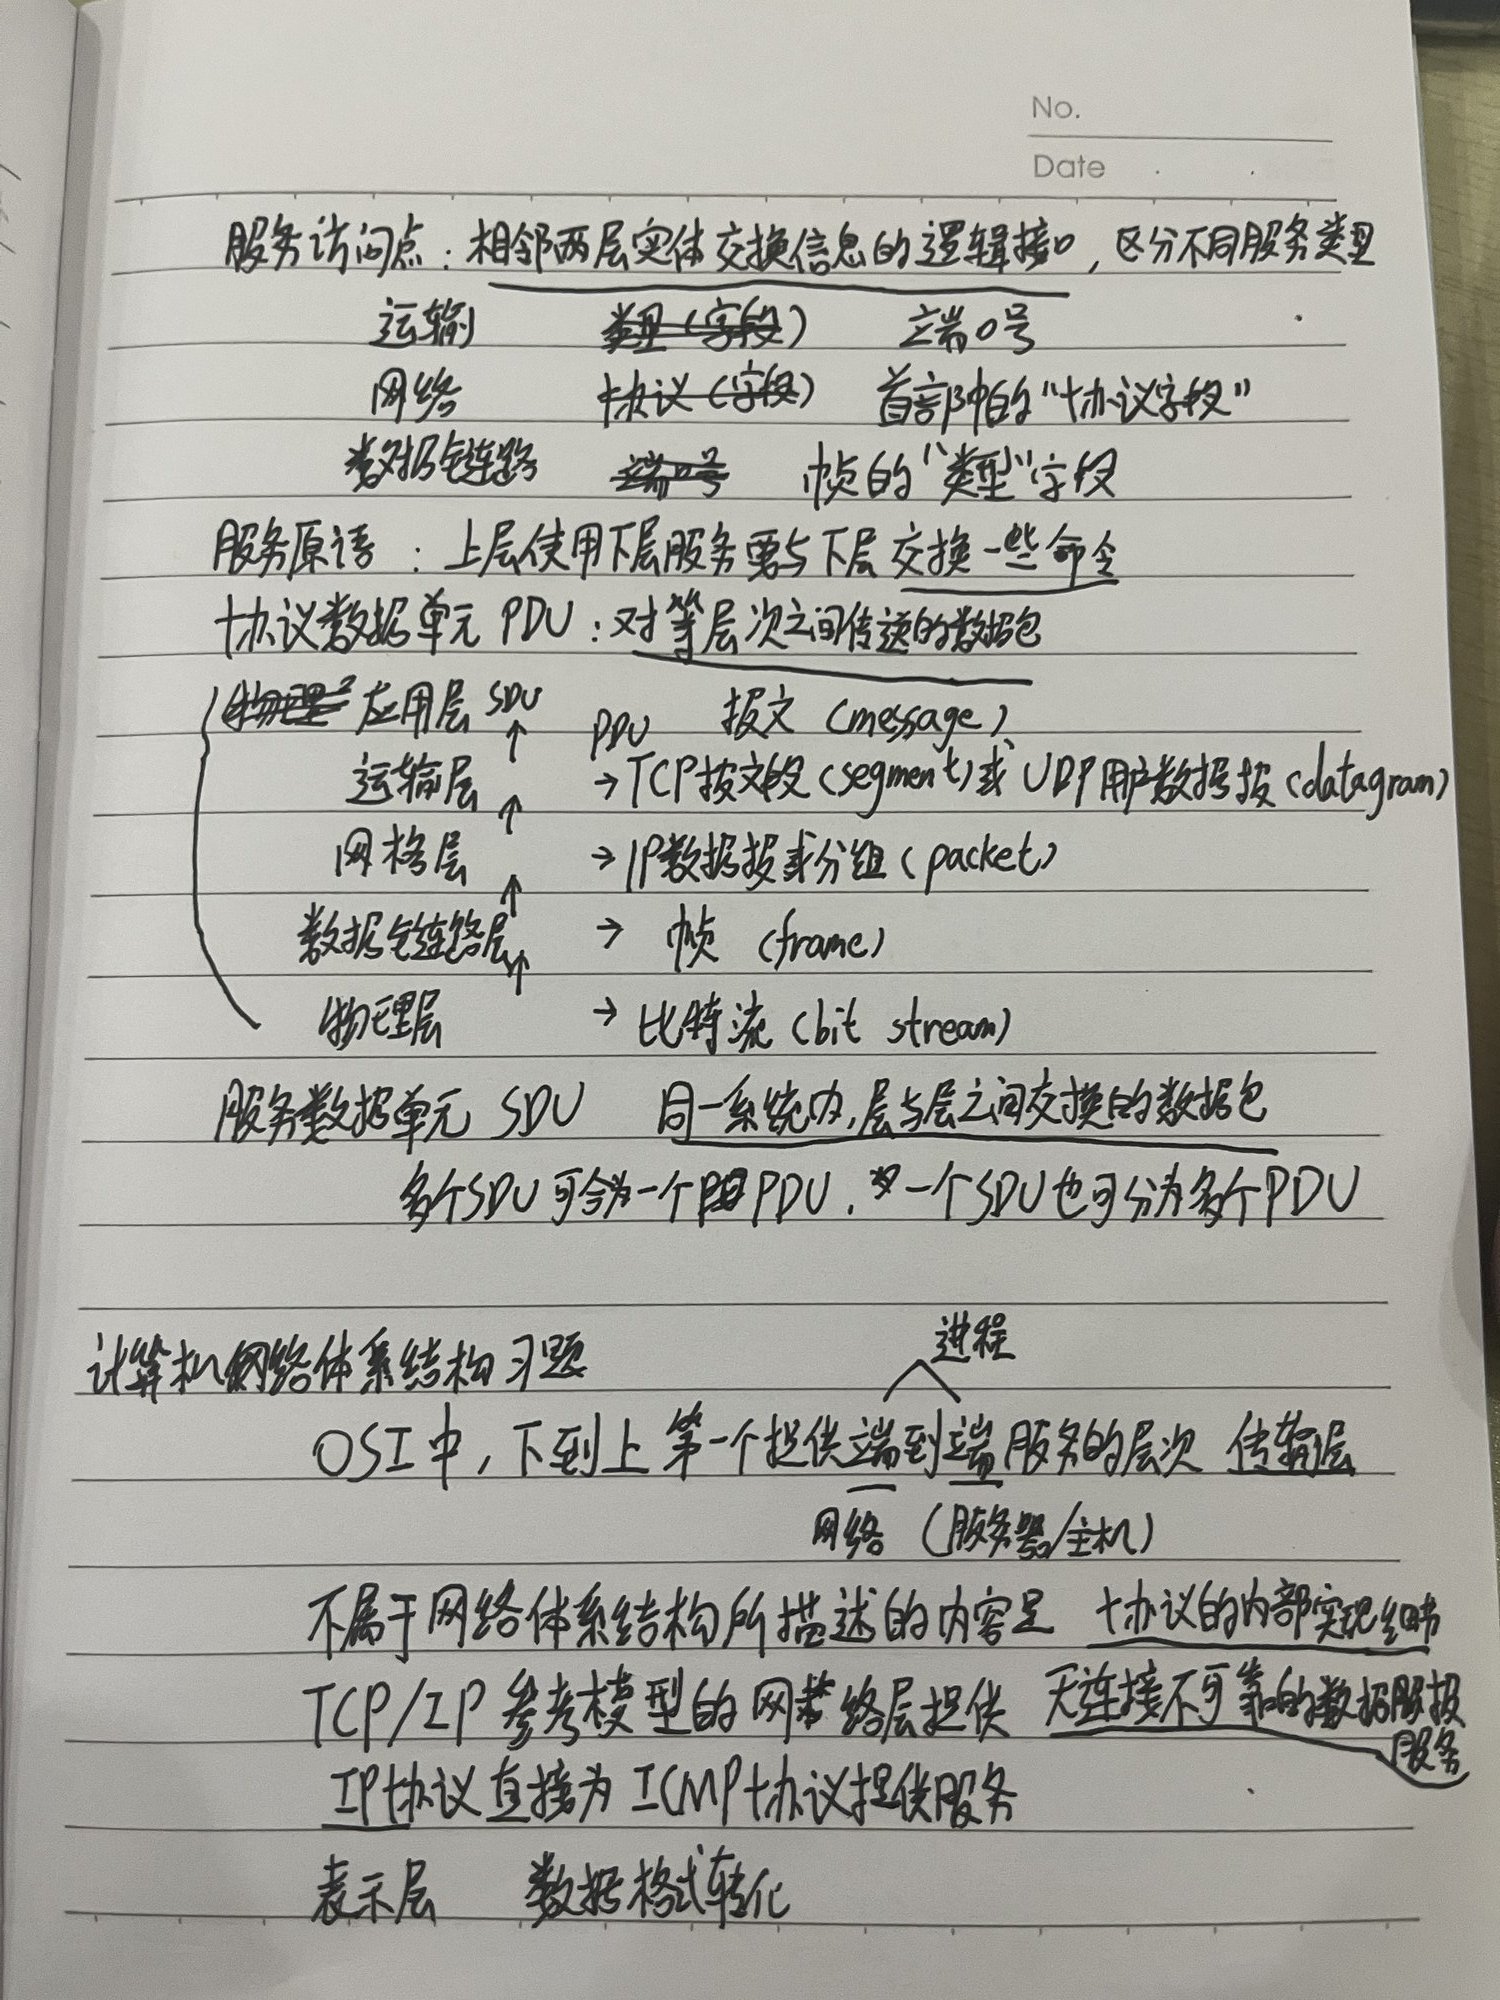 No.
Date
服务访问点：相邻两层实体交换信息的逻辑接口，区分不同服务类型
运输 类型（字段） 端口号
网络 协议（字段） 首部中的“协议字段”
数据链路 端口号 帧的“类型”字段
服务原语：上层使用下层服务要与下层交换一些命令
协议数据单元 PDU：对等层次之间传送的数据包
物理 应用层 SDU 报文（message）
PDU
运输层 →TCP报文段（segment）或 UDP用户数据报（datagram）
网络层 →IP数据报或分组（packet）
数据链路层 → 帧（frame）
物理层 → 比特流（bit stream）
服务数据单元 SDU 同一系统内，层与层之间交换的数据包
多个SDU可合为一个PDU，一个SDU也可分为多个PDU
计算机网络体系结构习题
进程
OSI中，下到上第一个提供端到端服务的层次 传输层
网络（服务器/主机）
不属于网络体系结构所描述的内容是 协议的内部实现细节
TCP/IP参考模型的网络层提供 无连接不可靠的数据报
服务
IP协议直接为ICMP协议提供服务
表示层 数据格式转化